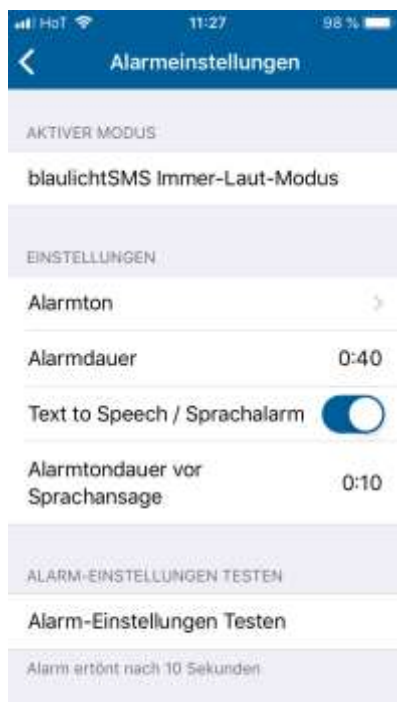 HoT 11:27 98 %
Alarmeinstellungen
AKTIVER MODUS
blaulichtSMS Immer-Laut-Modus
EINSTELLUNGEN
Alarmton
Alarmdauer 0:40
Text to Speech / Sprachalarm
Alarmtondauer vor
Sprachansage 0:10
ALARM-EINSTELLUNGEN TESTEN
Alarm-Einstellungen Testen
Alarm ertönt nach 10 Sekunden